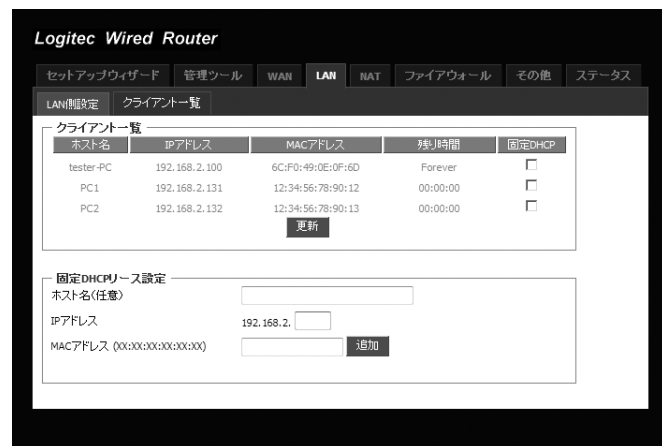 Logitec Wired Router
セットアップウィザード 管理ツール WAN LAN NAT ファイアウォール その他 ステータス
LAN側設定 クライアント一覧
クライアント一覧
ホスト名 IPアドレス MACアドレス 残り時間 固定DHCP
tester-PC 192.168.2.100 6C:F0:49:0E:0F:6D Forever
PC1 192.168.2.131 12:34:56:78:90:12 00:00:00
PC2 192.168.2.132 12:34:56:78:90:13 00:00:00
更新
固定DHCPリース設定
ホスト名(任意)
IPアドレス 192.168.2.
MACアドレス (XX:XX:XX:XX:XX:XX) 追加